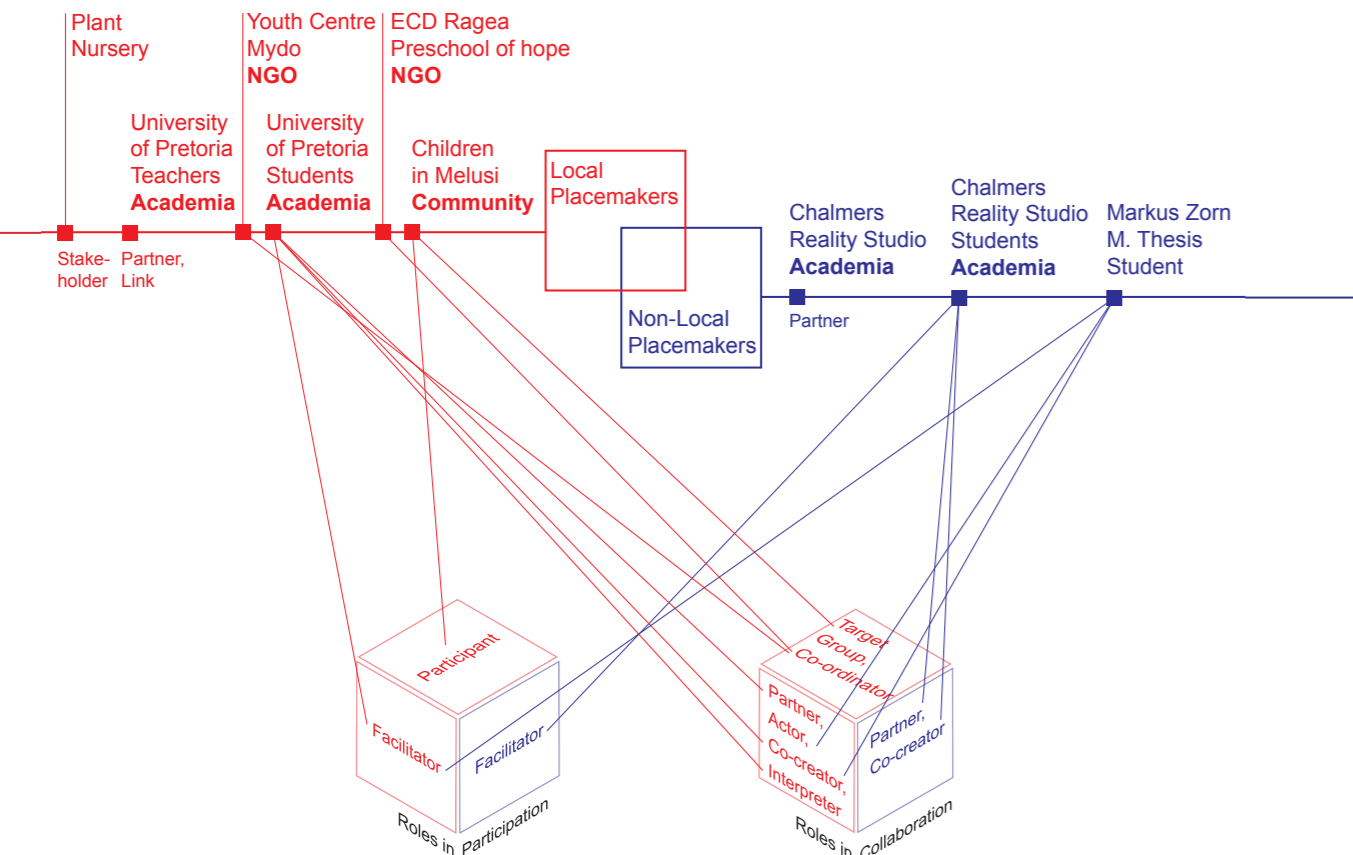 Plant
Nursery
Youth Centre
Mydo
NGO
ECD Ragea
Preschool of hope
NGO
University
of Pretoria
Teachers
Academia
University
of Pretoria
Students
Academia
Children
in Melusi
Community
Local
Placemakers
Stake-
holder
Partner,
Link
Non-Local
Placemakers
Chalmers
Reality Studio
Academia
Partner
Chalmers
Reality Studio
Students
Academia
Markus Zorn
M. Thesis
Student
Participant
Facilitator
Facilitator
Roles in Participation
Target
Group,
Co-ordinator
Partner,
Actor,
Co-creator,
Interpreter
Partner,
Co-creator
Roles in Collaboration